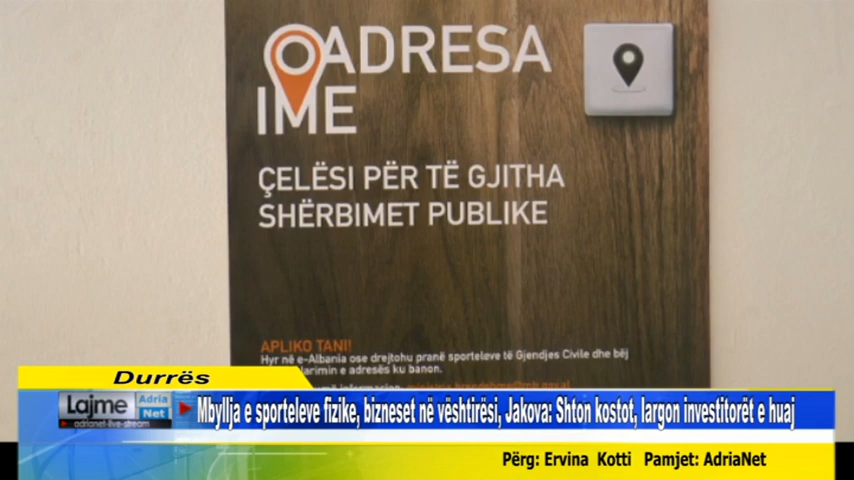 ADRESA
IME
ÇELËSI PËR TË GJITHA
SHËRBIMET PUBLIKE
APLIKO TANI!
Hyr në e-Albania ose drejtohu pranë sporteleve të Gjendjes Civile dhe bëj
e adresës ku banon.
Durrës
Lajme Adria Net
adrianet-live-stream
Mbyllja e sporteleve fizike, bizneset në vështirësi, Jakova: Shton kostot, largon investitorët e huaj
Përg: Ervina Kotti Pamjet: AdriaNet